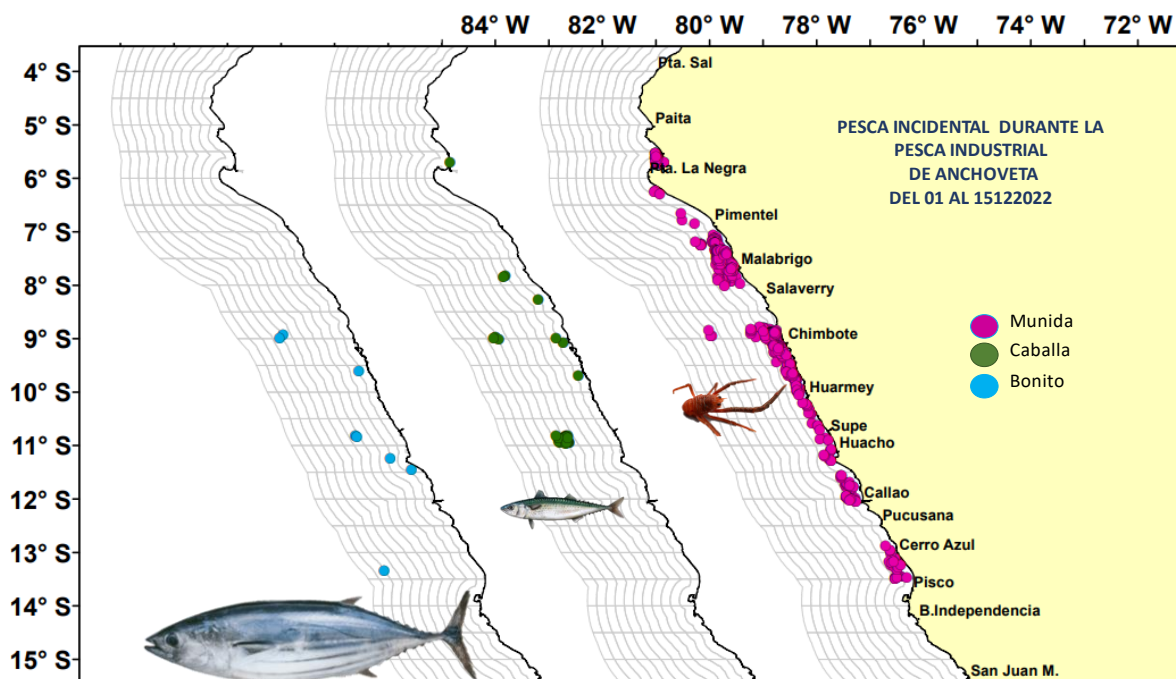 84° W 82° W 80° W 78° W 76° W 74° W 72° W
4° S
5° S
6° S
7° S
8° S
9° S
10° S
11° S
12° S
13° S
14° S
15° S
Pta. Sal
Paita
Pta. La Negra
Pimentel
Malabrigo
Salaverry
Chimbote
Huarmey
Supe
Huacho
Callao
Pucusana
Cerro Azul
Pisco
B.Independencia
San Juan M.
PESCA INCIDENTAL DURANTE LA
PESCA INDUSTRIAL
DE ANCHOVETA
DEL 01 AL 15122022
Munida
Caballa
Bonito